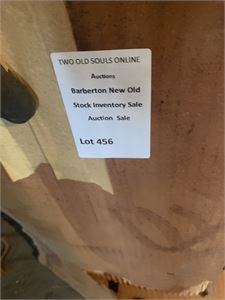 TWO OLD SOULS ONLINE
Auctions
Barberton New Old
Stock Inventory Sale
Auction Sale
Lot 456